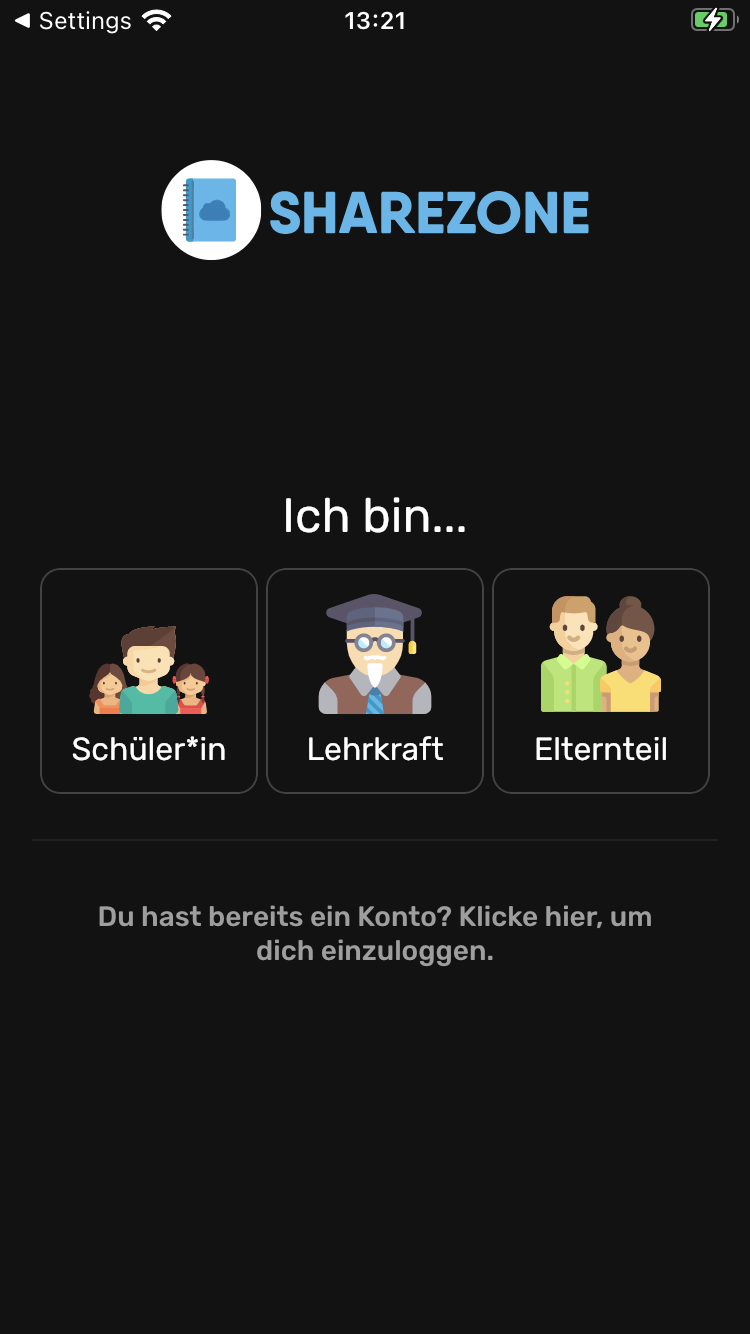 Settings 13:21
SHAREZONE
Ich bin...
Schüler*in Lehrkraft Elternteil
Du hast bereits ein Konto? Klicke hier, um
dich einzuloggen.